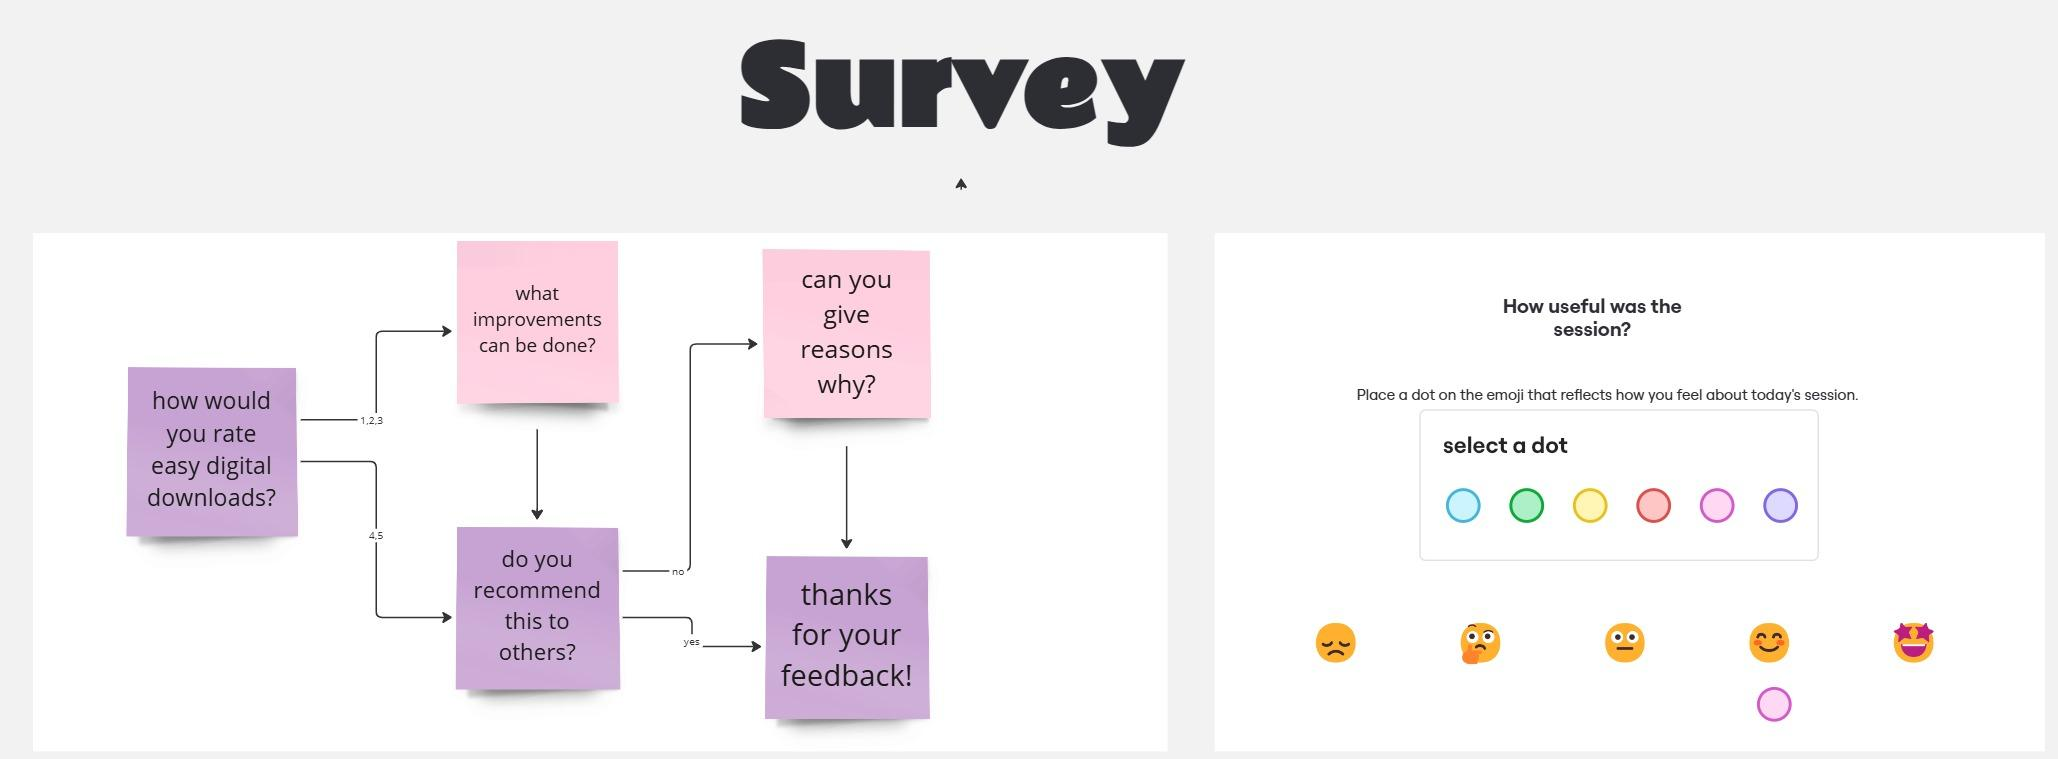 Survey
how would
you rate
easy digital
downloads?
1,2,3
4,5
what
improvements
can be done?
do you
recommend
this to
others?
no
yes
can you
give
reasons
why?
thanks
for your
feedback!
How useful was the
session?
Place a dot on the emoji that reflects how you feel about today's session.
select a dot